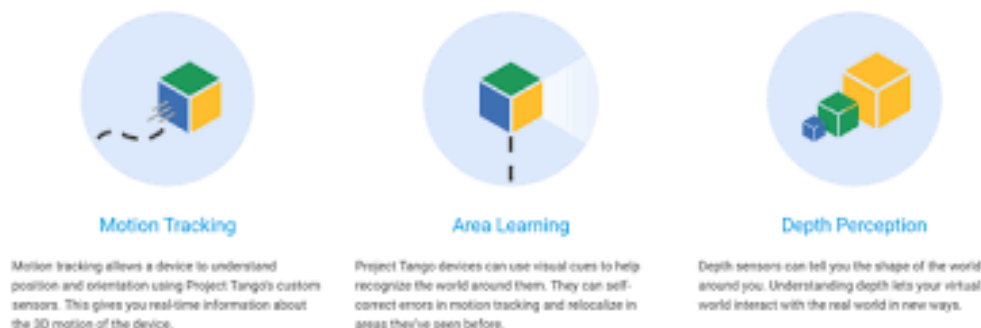 Motion Tracking
Motion tracking allows a device to understand
position and orientation using Project Tango's custom
sensors. This gives you real-time information about
the 3D motion of the device.
Area Learning
Project Tango devices can use visual cues to help
recognize the world around them. They can self-
correct errors in motion tracking and relocalize in
areas they've seen before.
Depth Perception
Depth sensors can tell you the shape of the world
around you. Understanding depth lets your virtual
world interact with the real world in new ways.